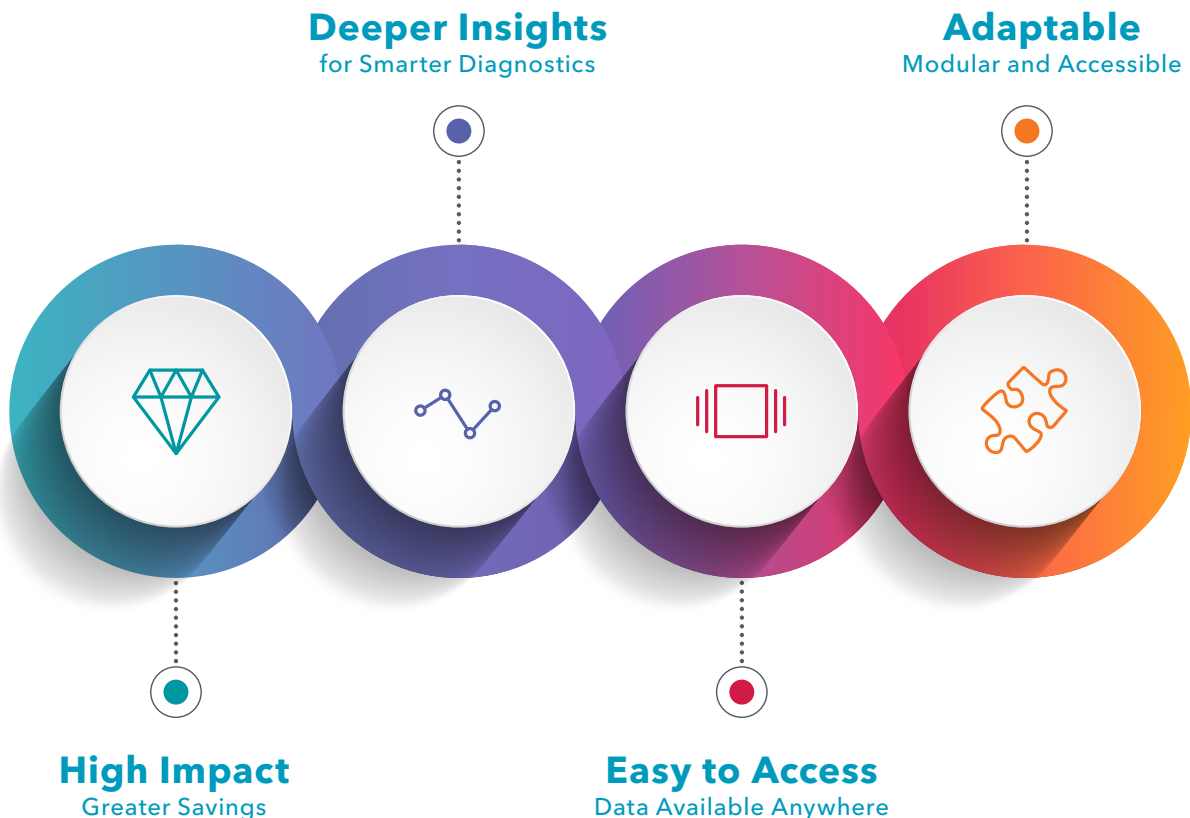 Deeper Insights
for Smarter Diagnostics
Adaptable
Modular and Accessible
High Impact
Greater Savings
Easy to Access
Data Available Anywhere